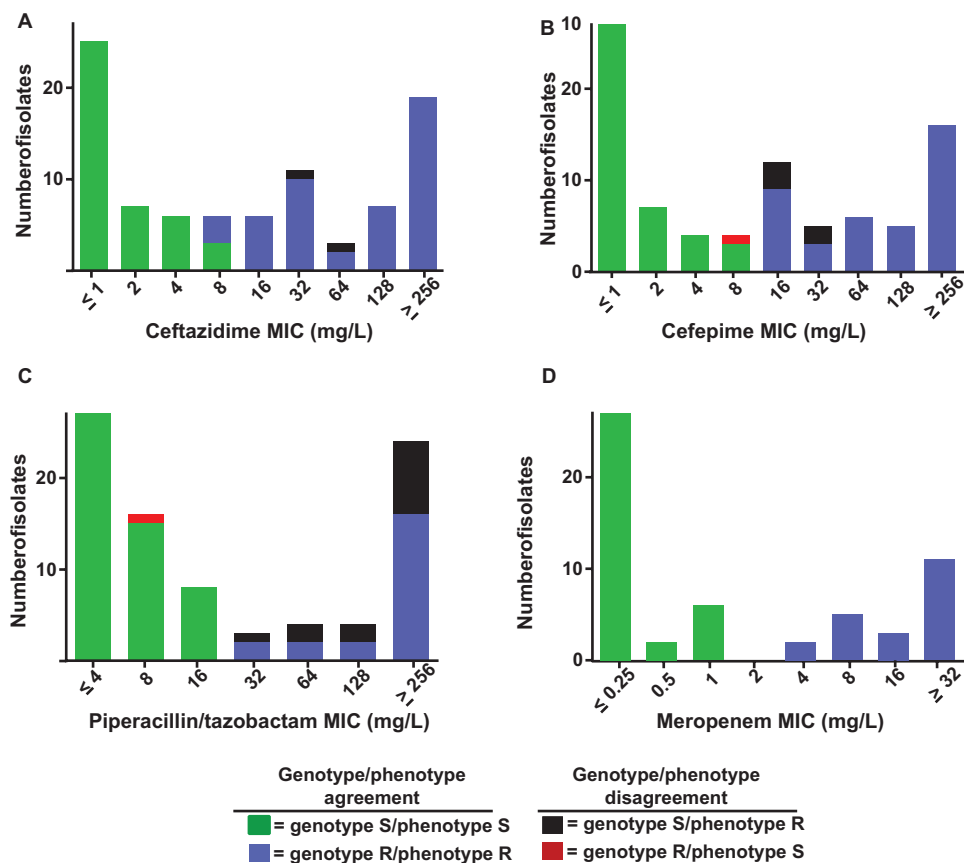 A
Numberofisolates
20
10
≤ 1
2
4
8
16
32
64
128
≥ 256
Ceftazidime MIC (mg/L)
B
Numberofisolates
10
20
10
0
≤ 1
2
4
8
16
32
64
128
≥ 256
Cefepime MIC (mg/L)
C
Numberofisolates
20
10
≤ 4
8
16
32
64
128
≥ 256
Piperacillin/tazobactam MIC (mg/L)
D
Numberofisolates
20
10
0
≤ 0.25
0.5
1
2
4
8
16
≥ 32
Meropenem MIC (mg/L)
Genotype/phenotype
agreement
= genotype S/phenotype S
= genotype R/phenotype R
Genotype/phenotype
disagreement
= genotype S/phenotype R
= genotype R/phenotype S